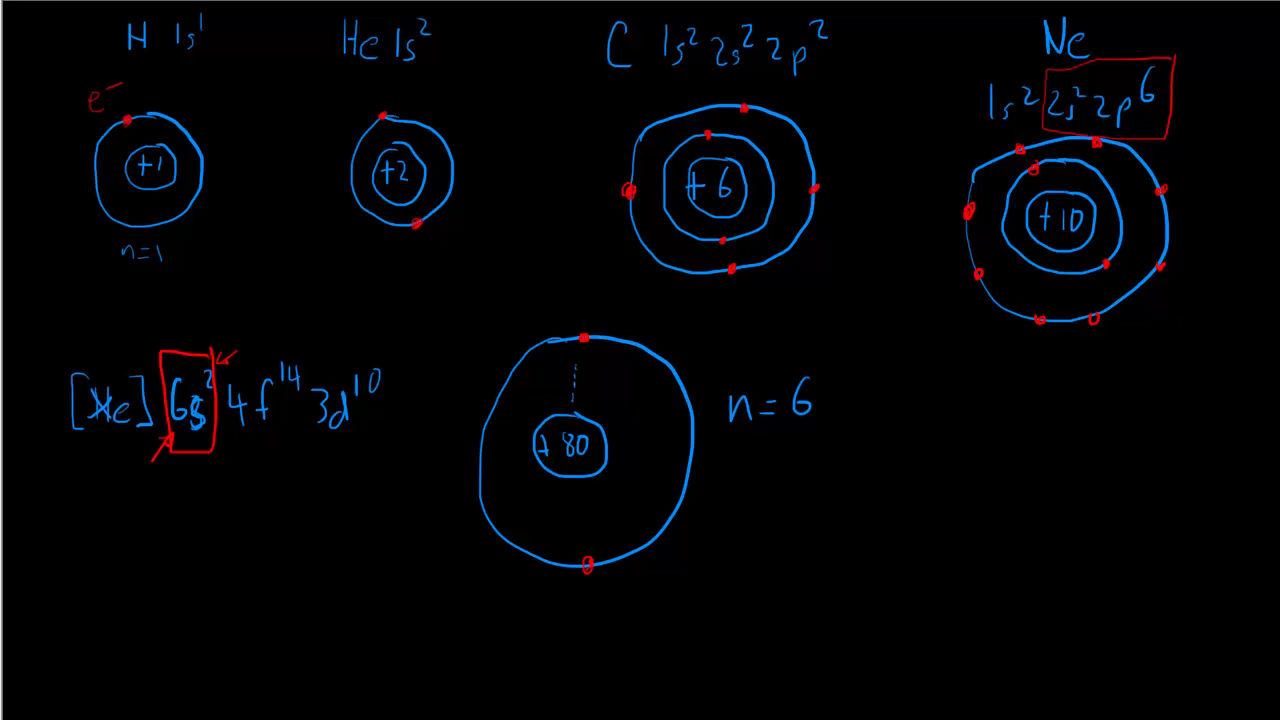 H 1s¹
He 1s²
C 1s² 2s² 2p²
Ne
1s² 2s² 2p⁶
e⁻
+1
+2
+6
+10
n=1
[Xe] 6s² 4f¹⁴ 3d¹⁰
+80
n=6